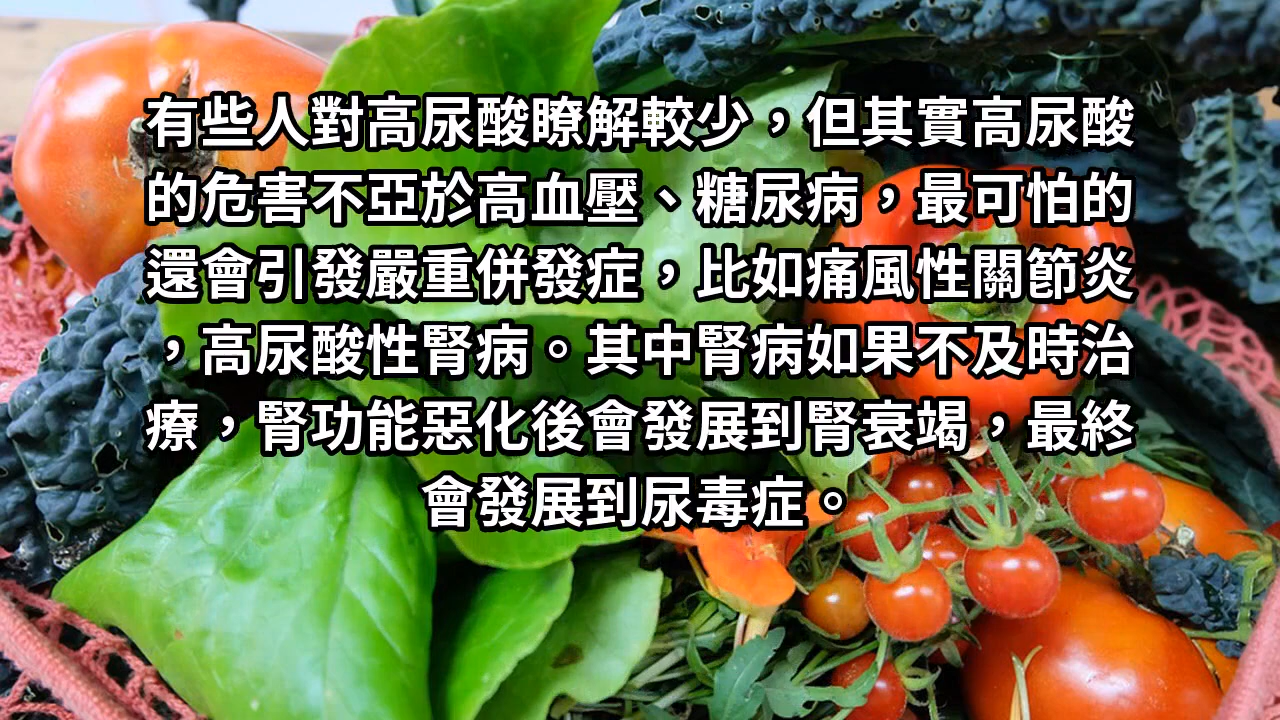 有些人對高尿酸瞭解較少，但其實高尿酸
的危害不亞於高血壓、糖尿病，最可怕的
還會引發嚴重併發症，比如痛風性關節炎
，高尿酸性腎病。其中腎病如果不及時治
療，腎功能惡化後會發展到腎衰竭，最終
會發展到尿毒症。